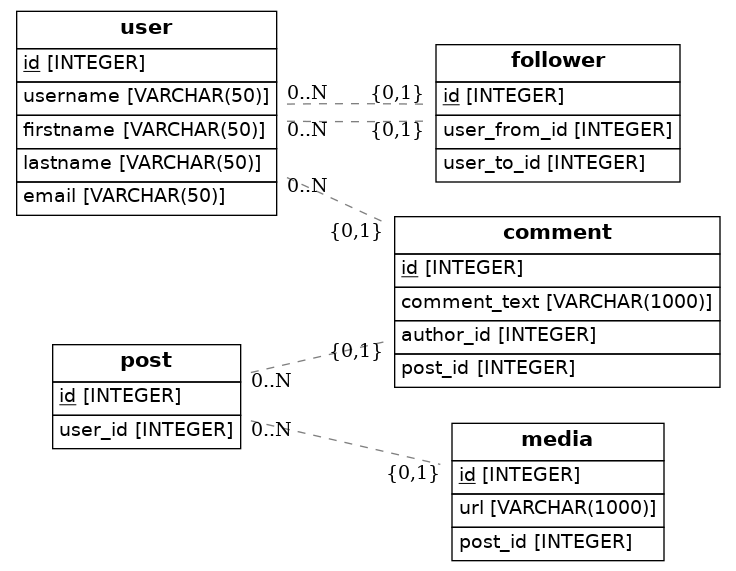 user
id [INTEGER]
username [VARCHAR(50)]
firstname [VARCHAR(50)]
lastname [VARCHAR(50)]
email [VARCHAR(50)]
0..N
{0,1}
0..N
{0,1}
follower
id [INTEGER]
user_from_id [INTEGER]
user_to_id [INTEGER]
0..N
{0,1}
comment
id [INTEGER]
comment_text [VARCHAR(1000)]
author_id [INTEGER]
post_id [INTEGER]
post
id [INTEGER]
user_id [INTEGER]
{0,1}
0..N
0..N
{0,1}
media
id [INTEGER]
url [VARCHAR(1000)]
post_id [INTEGER]